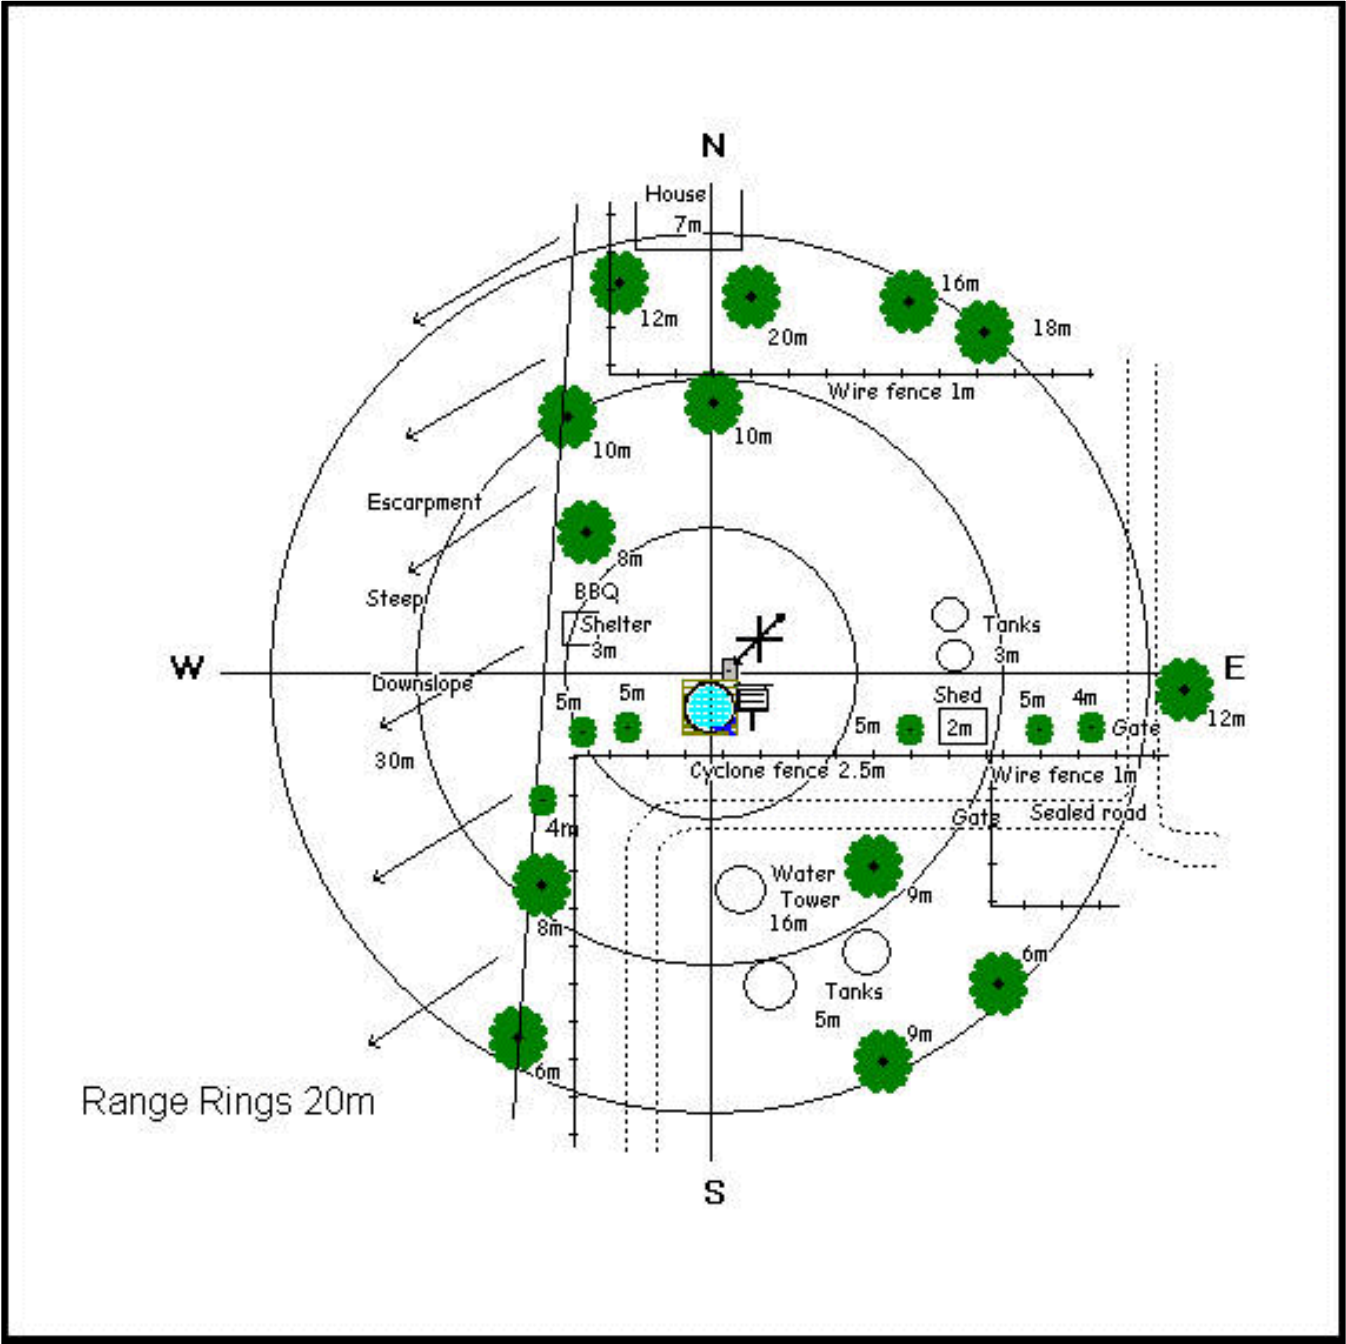 N
House
7m
16m
12m
18m
20m
Wire fence 1m
10m
10m
Escarpment
8m
BBQ
Steep
Shelter
Tanks
3m
3m
W
E
Downslope
5m
5m
Shed
5m
4m
12m
5m
2m
Gate
30m
Cyclone fence 2.5m
Wire fence 1m
Gate
Sealed road
4m
Water
Tower
9m
16m
8m
6m
Tanks
5m
9m
6m
Range Rings 20m
S